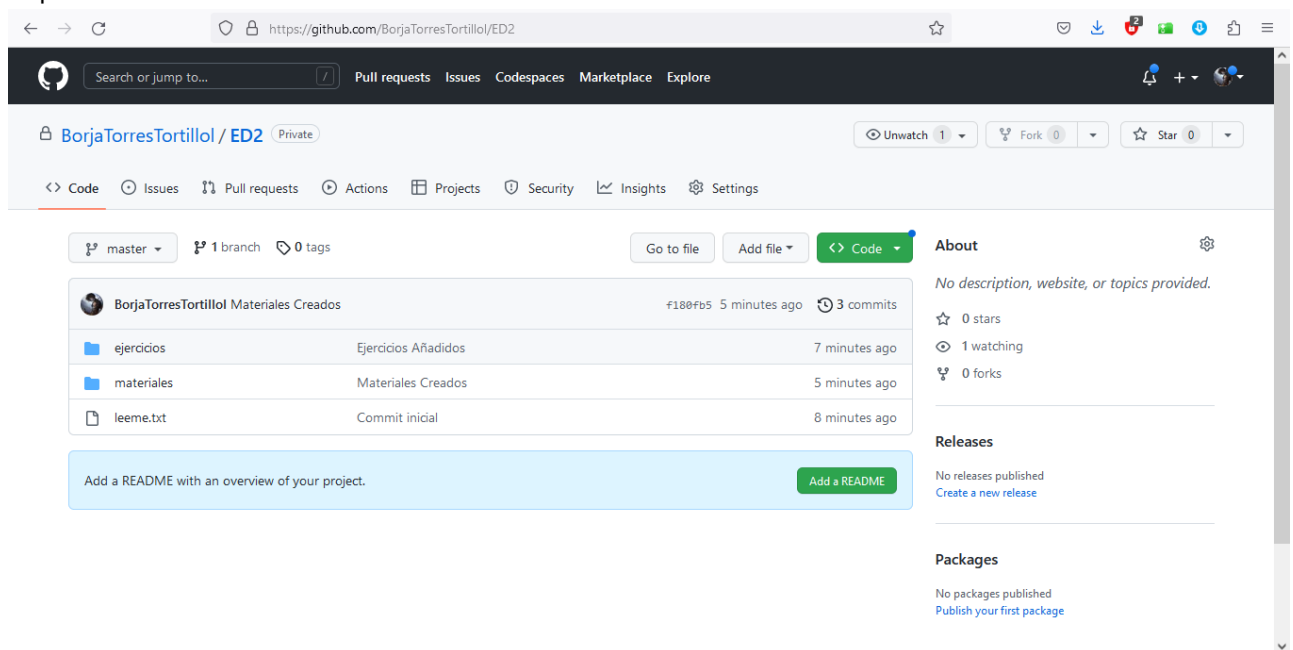 https://github.com/BorjaTorresTortillol/ED2
2
Search or jump to... / Pull requests Issues Codespaces Marketplace Explore
BorjaTorresTortillol / ED2 Private
Unwatch 1 Fork 0 Star 0
Code Issues Pull requests Actions Projects Security Insights Settings
master 1 branch 0 tags Go to file Add file Code
BorjaTorresTortillol Materiales Creados f180fb5 5 minutes ago 3 commits
ejercicios Ejercicios Añadidos 7 minutes ago
materiales Materiales Creados 5 minutes ago
leeme.txt Commit inicial 8 minutes ago
Add a README with an overview of your project. Add a README
About
No description, website, or topics provided.
0 stars
1 watching
0 forks
Releases
No releases published
Create a new release
Packages
No packages published
Publish your first package